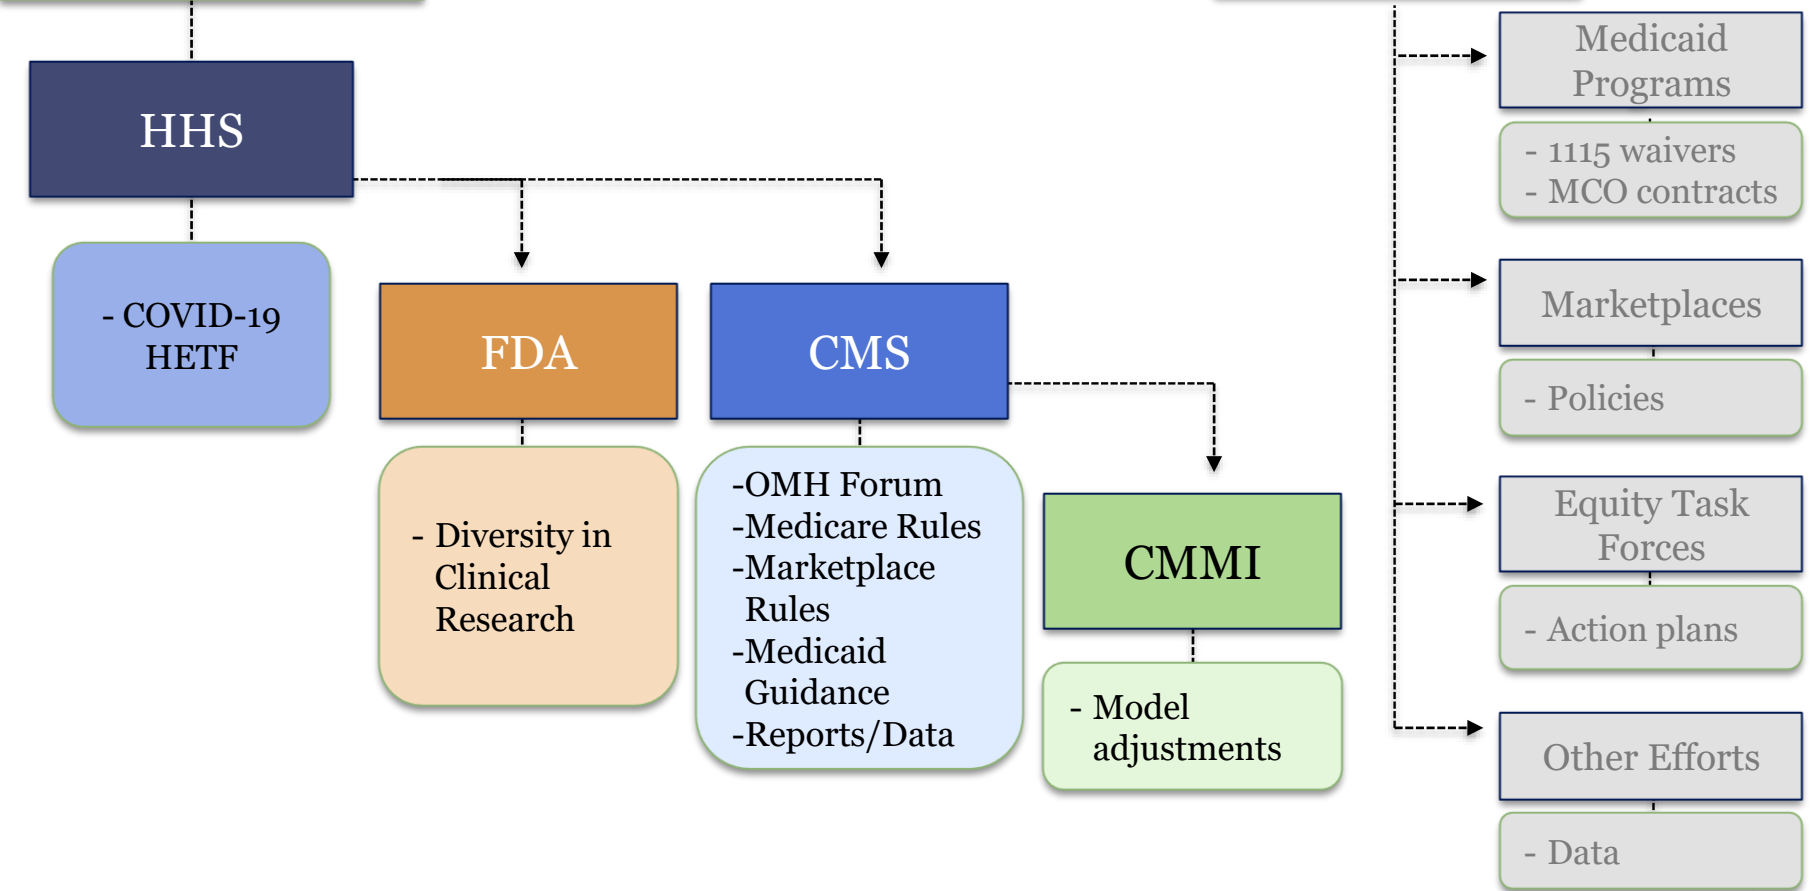 HHS
- COVID-19
HETF
FDA
- Diversity in
Clinical
Research
CMS
-OMH Forum
-Medicare Rules
-Marketplace
Rules
-Medicaid
Guidance
-Reports/Data
CMMI
- Model
adjustments
Medicaid
Programs
- 1115 waivers
- MCO contracts
Marketplaces
- Policies
Equity Task
Forces
- Action plans
Other Efforts
- Data